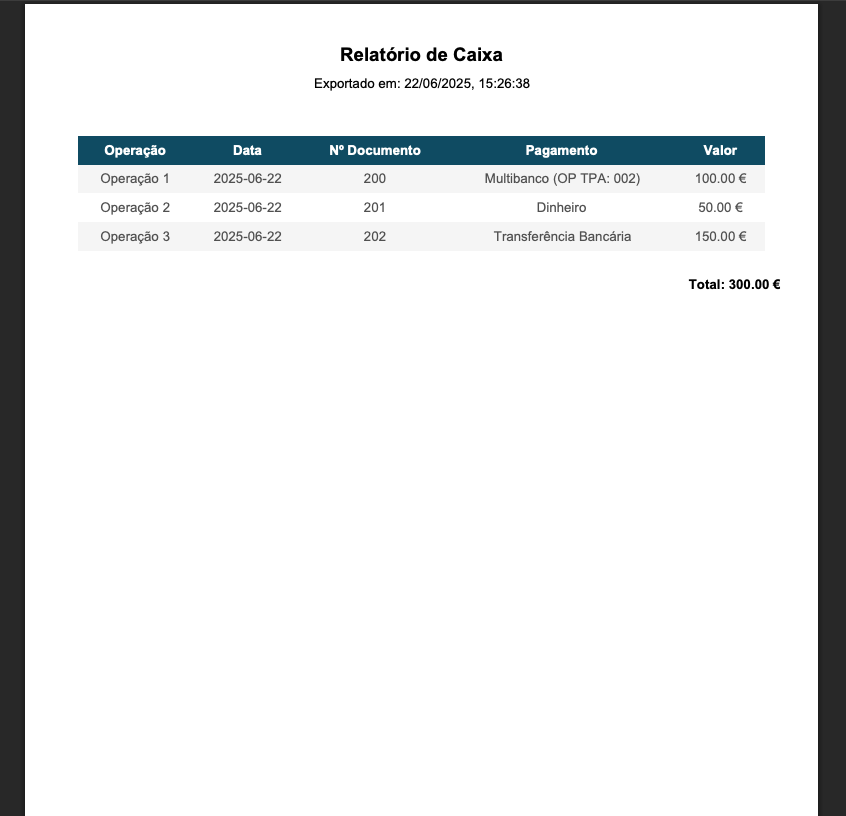 Relatório de Caixa
Exportado em: 22/06/2025, 15:26:38
Operação Data Nº Documento Pagamento Valor
Operação 1 2025-06-22 200 Multibanco (OP TPA: 002) 100.00 €
Operação 2 2025-06-22 201 Dinheiro 50.00 €
Operação 3 2025-06-22 202 Transferência Bancária 150.00 €
Total: 300.00 €